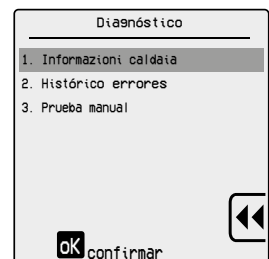 Diagnóstico
1. Informazioni caldaia
2. Histórico errores
3. Prueba manual
OK confirmar